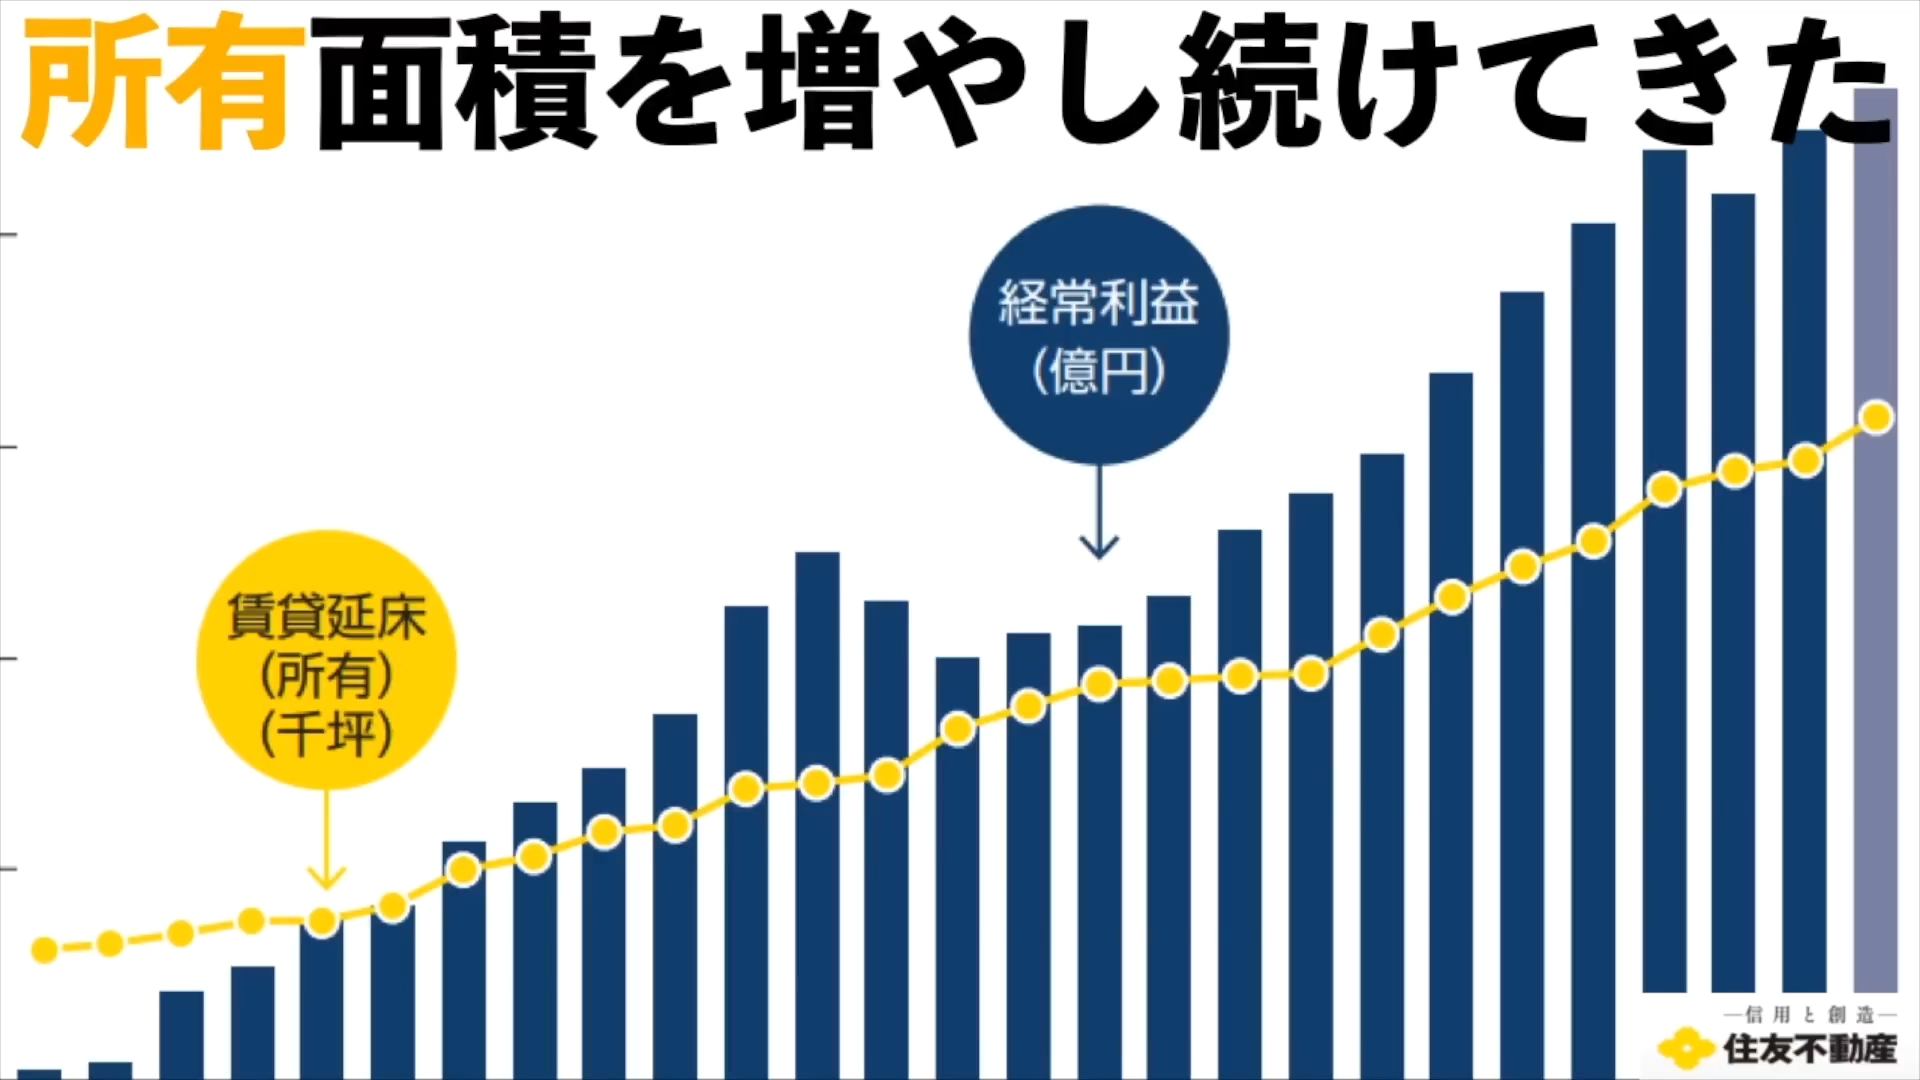 所有面積を増やし続けてきた
経常利益
(億円)
賃貸延床
(所有)
(千坪)
―信用と創造―
住友不動産